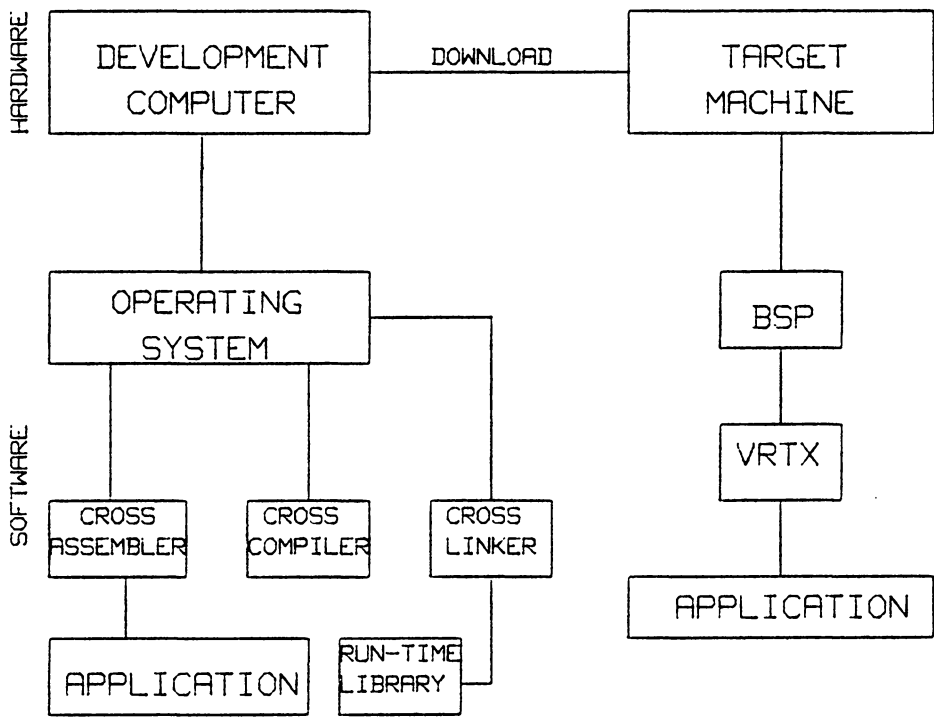 HARDWARE
DEVELOPMENT
COMPUTER
DOWNLOAD
TARGET
MACHINE
OPERATING
SYSTEM
BSP
VRTX
SOFTWARE
CROSS
ASSEMBLER
CROSS
COMPILER
CROSS
LINKER
APPLICATION
RUN-TIME
LIBRARY
APPLICATION